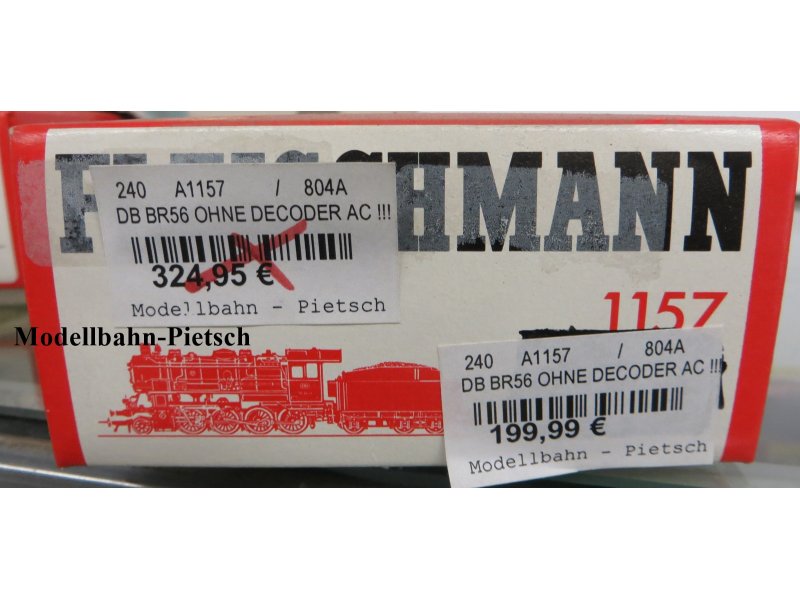 FLEISCHMANN
240 A1157 / 804A
DB BR56 OHNE DECODER AC !!!
324,95 €
Modellbahn - Pietsch
1157
Modellbahn-Pietsch
240 A1157 / 804A
DB BR56 OHNE DECODER AC !!!
199,99 €
Modellbahn - Pietsch